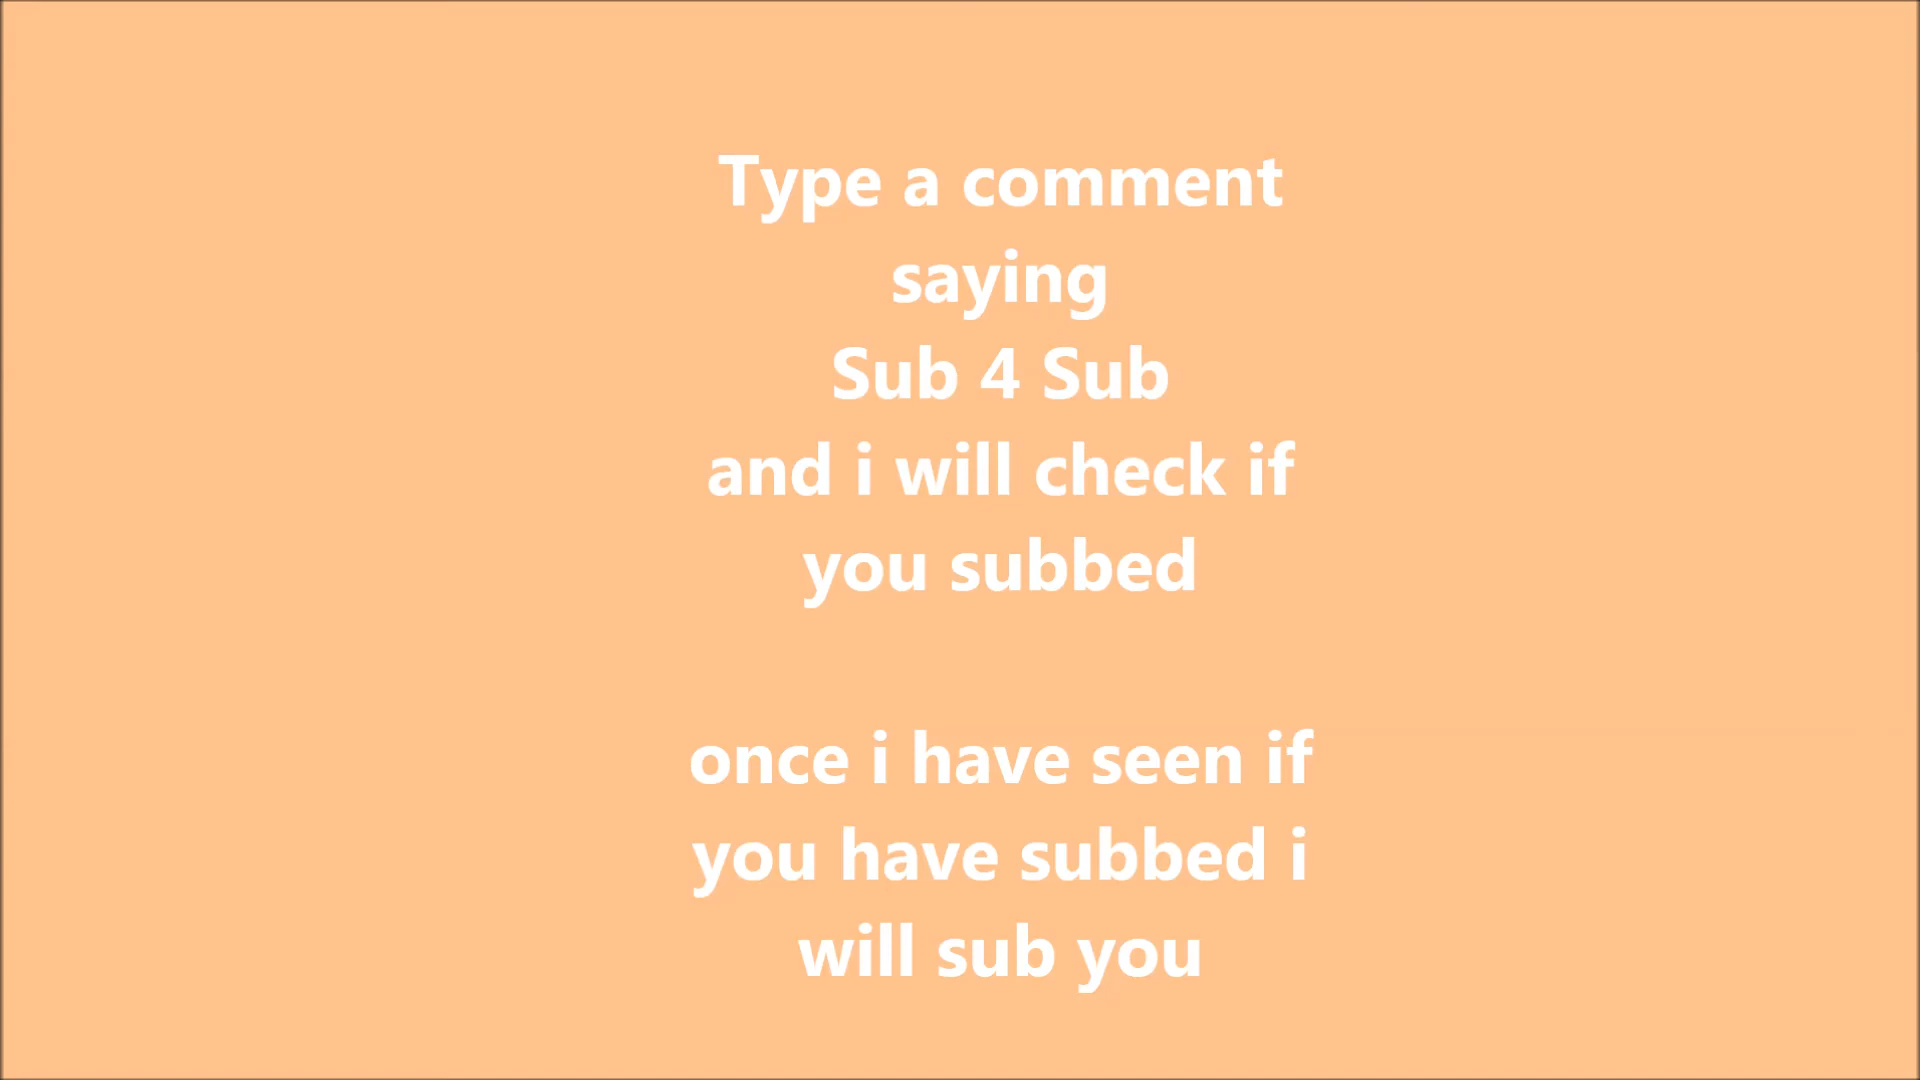 Type a comment
saying
Sub 4 Sub
and i will check if
you subbed
once i have seen if
you have subbed i
will sub you